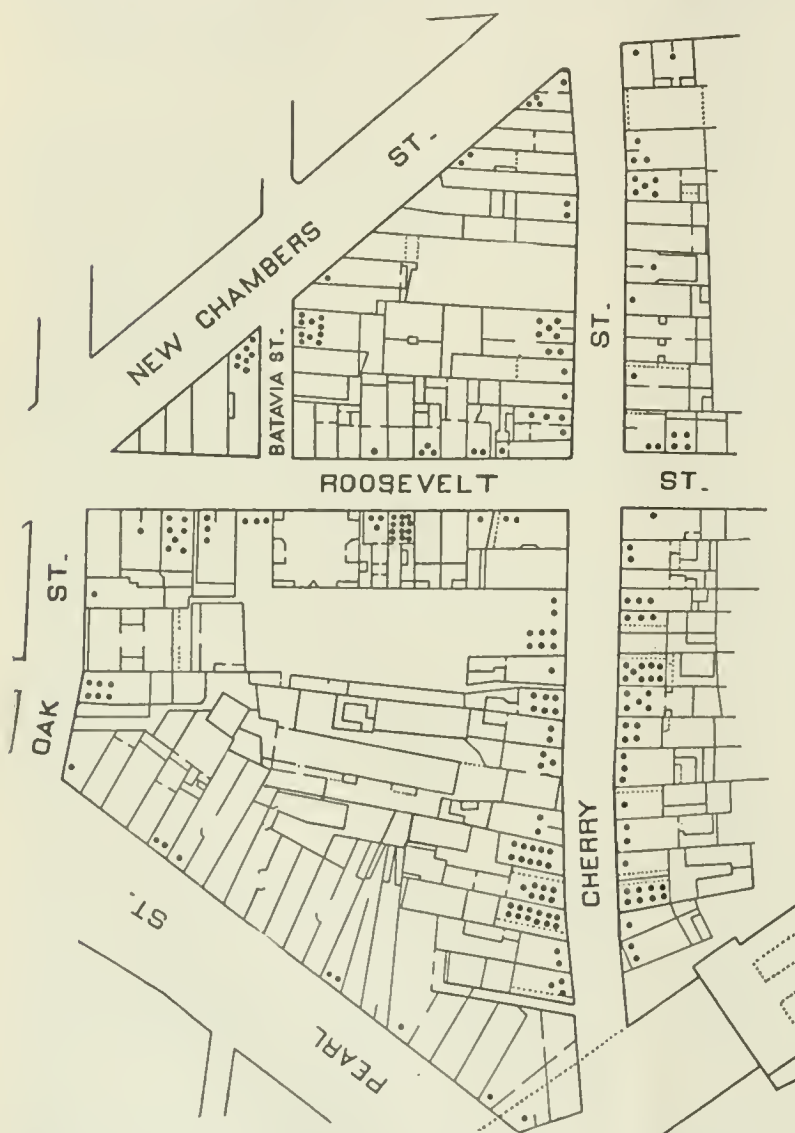 NEW CHAMBERS ST.
BATAVIA ST.
ST.
ROOSEVELT ST.
OAK ST.
CHERRY
PEARL ST.